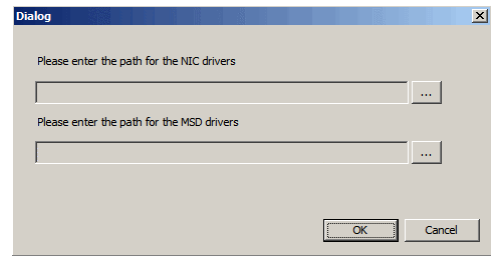 Dialog
Please enter the path for the NIC drivers
...
Please enter the path for the MSD drivers
...
OK Cancel